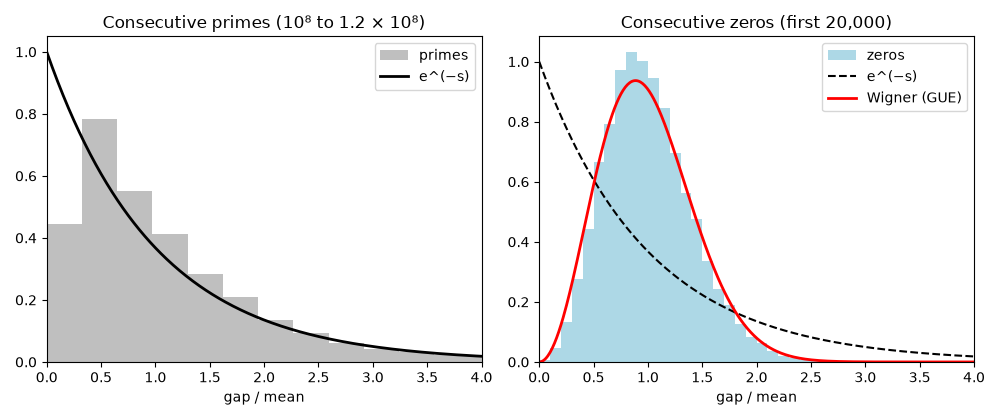 Consecutive primes (10⁸ to 1.2 × 10⁸)
1.0
0.8
0.6
0.4
0.2
0.0
0.0 0.5 1.0 1.5 2.0 2.5 3.0 3.5 4.0
gap / mean
primes
e^(−s)
Consecutive zeros (first 20,000)
1.0
0.8
0.6
0.4
0.2
0.0
0.0 0.5 1.0 1.5 2.0 2.5 3.0 3.5 4.0
gap / mean
zeros
e^(−s)
Wigner (GUE)